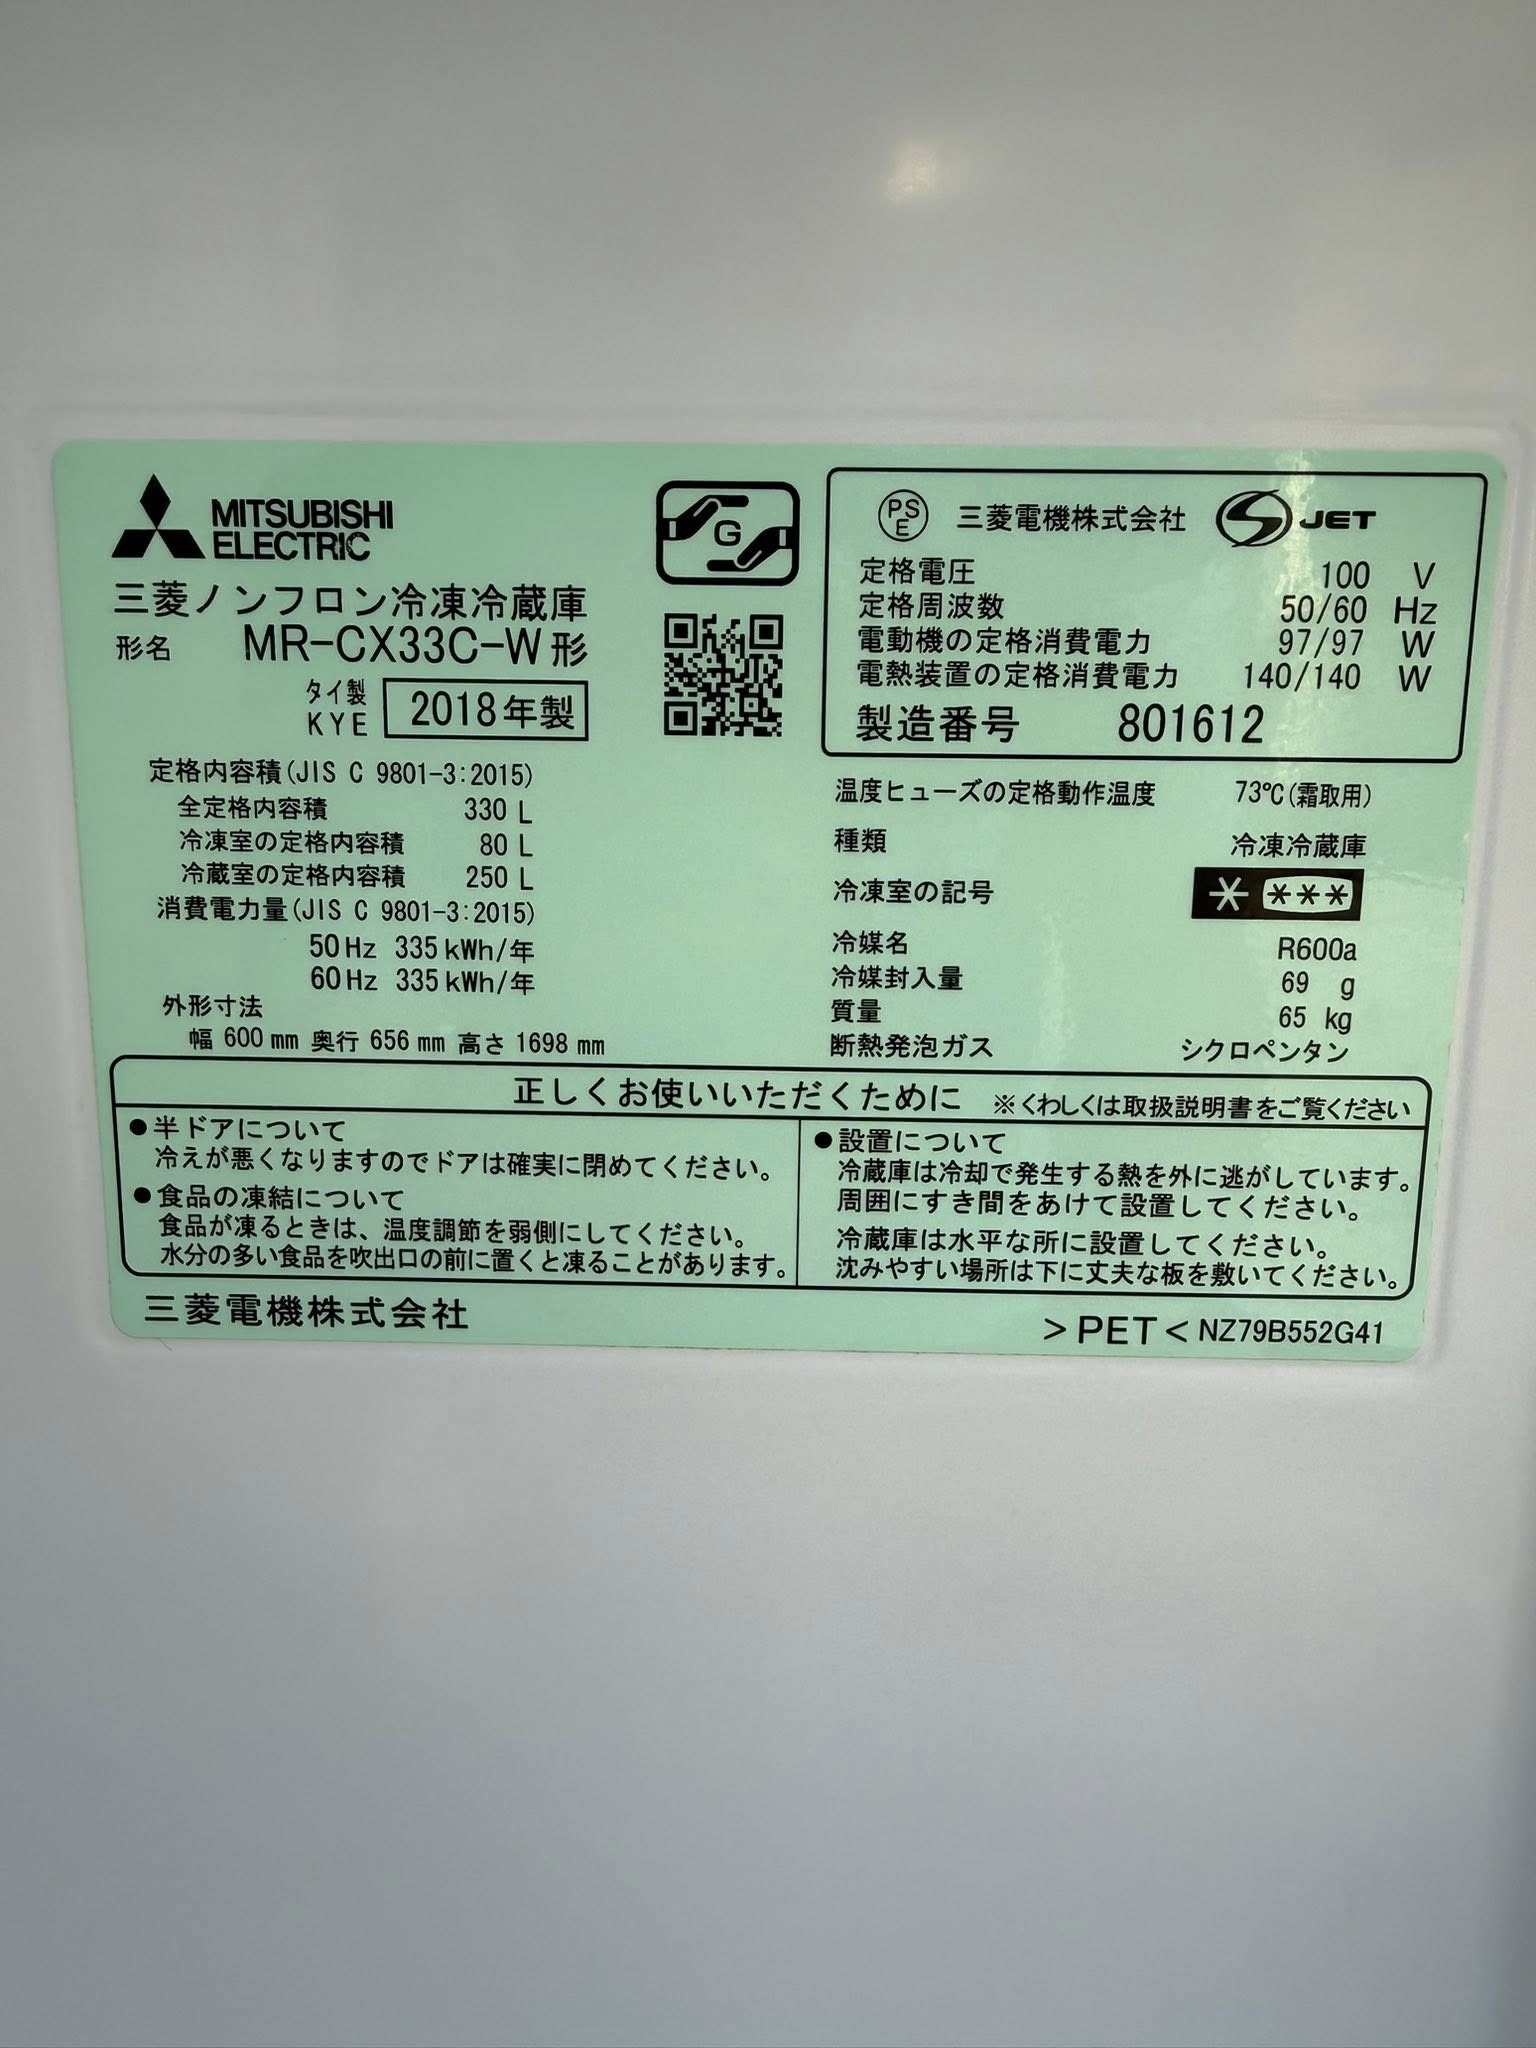 MITSUBISHI
ELECTRIC
三菱ノンフロン冷凍冷蔵庫
形名 MR-CX33C-W形
タイ製
KYE 2018年製
定格内容積(JIS C 9801-3:2015)
全定格内容積 330 L
冷凍室の定格内容積 80 L
冷蔵室の定格内容積 250 L
消費電力量(JIS C 9801-3:2015)
50Hz 335kWh/年
60Hz 335kWh/年
外形寸法
幅 600mm 奥行 656mm 高さ 1698mm
G
PSE 三菱電機株式会社 S JET
定格電圧 100 V
定格周波数 50/60 Hz
電動機の定格消費電力 97/97 W
電熱装置の定格消費電力 140/140 W
製造番号 801612
温度ヒューズの定格動作温度 73℃(霜取用)
種類 冷凍冷蔵庫
冷凍室の記号 * ***
冷媒名 R600a
冷媒封入量 69 g
質量 65 kg
断熱発泡ガス シクロペンタン
正しくお使いいただくために ※くわしくは取扱説明書をご覧ください
●半ドアについて
冷えが悪くなりますのでドアは確実に閉めてください。
●食品の凍結について
食品が凍るときは、温度調節を弱側にしてください。
水分の多い食品を吹出口の前に置くと凍ることがあります。
●設置について
冷蔵庫は冷却で発生する熱を外に逃がしています。
周囲にすき間をあけて設置してください。
冷蔵庫は水平な所に設置してください。
沈みやすい場所は下に丈夫な板を敷いてください。
三菱電機株式会社
>PET< NZ79B552G41